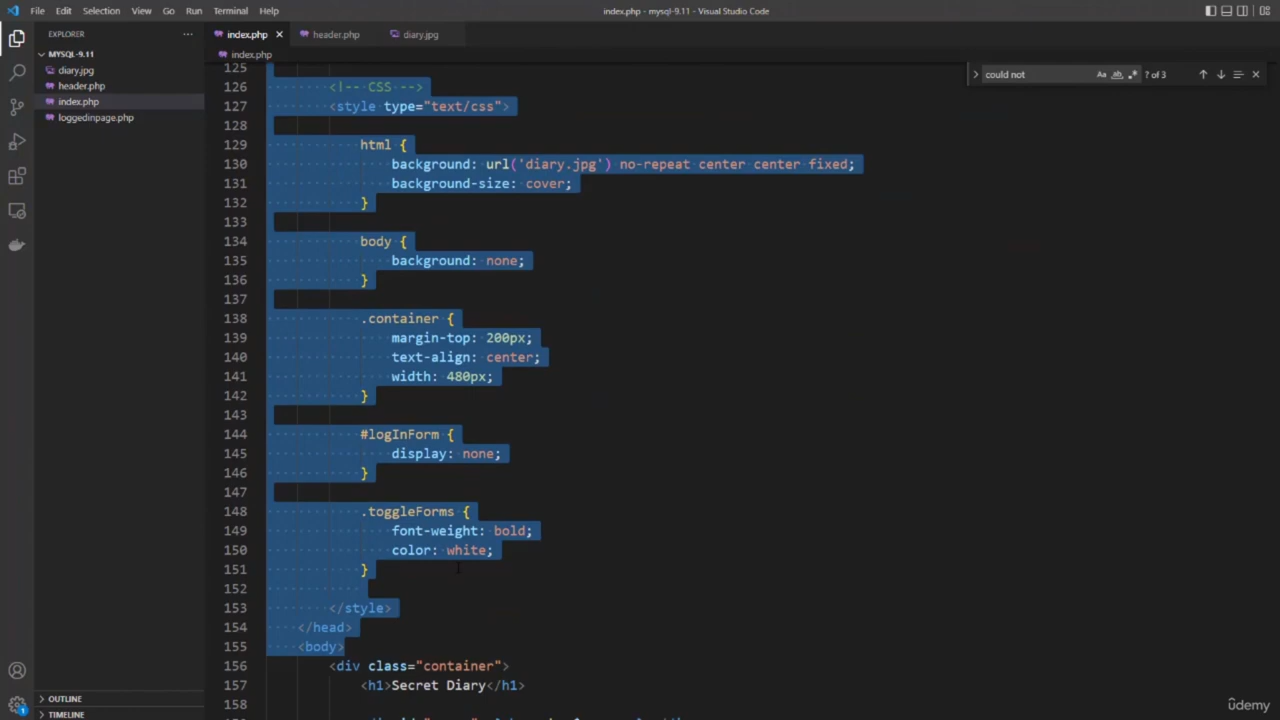 File Edit Selection View Go Run Terminal Help
index.php - mysql-9.11 - Visual Studio Code
EXPLORER
MYSQL-9.11
diary.jpg
header.php
index.php
loggedinpage.php
OUTLINE
TIMELINE
1
index.php header.php diary.jpg
index.php
could not
Aa ab ? of 3
125
126 <!-- CSS -->
127 <style type="text/css">
128
129 html {
130 background: url('diary.jpg') no-repeat center center fixed;
131 background-size: cover;
132 }
133
134 body {
135 background: none;
136 }
137
138 .container {
139 margin-top: 200px;
140 text-align: center;
141 width: 480px;
142 }
143
144 #logInForm {
145 display: none;
146 }
147
148 .toggleForms {
149 font-weight: bold;
150 color: white;
151 }
152
153 </style>
154 </head>
155 <body>
156 <div class="container">
157 <h1>Secret Diary</h1>
158
udemy